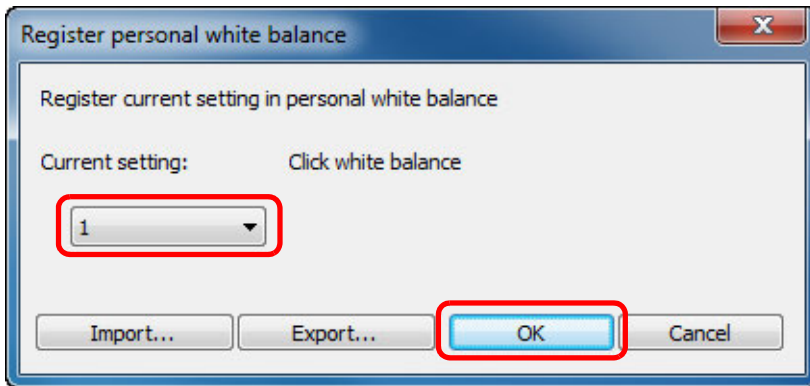 Register personal white balance
Register current setting in personal white balance
Current setting: Click white balance
1
Import... Export... OK Cancel